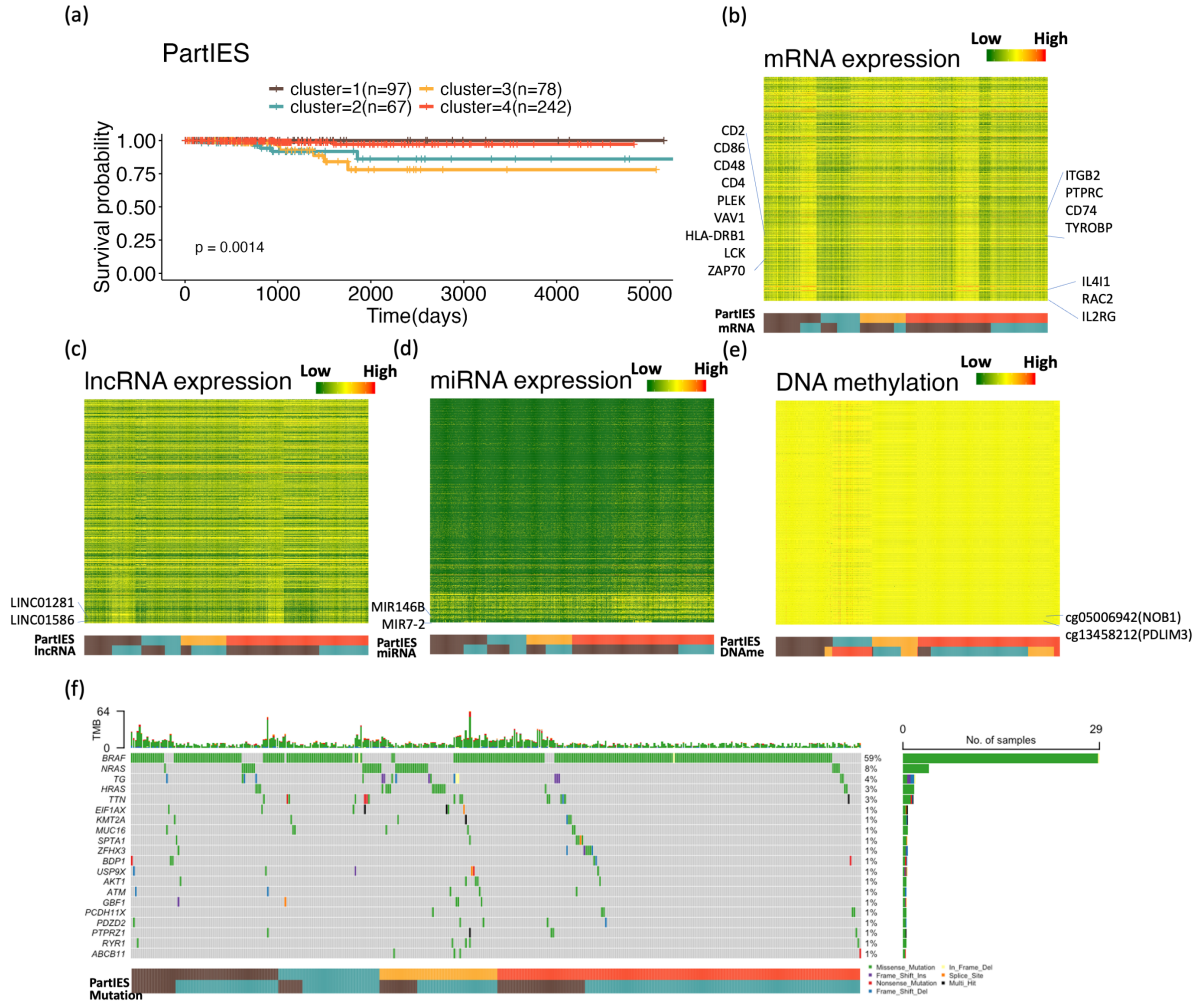 (a)
PartIES
cluster=1(n=97)
cluster=3(n=78)
cluster=2(n=67)
cluster=4(n=242)
Survival probability
1.00
0.75
0.50
0.25
0.00
p = 0.0014
0
1000
2000
3000
4000
5000
Time(days)
(b)
Low
High
mRNA expression
CD2
CD86
CD48
CD4
PLEK
VAV1
HLA-DRB1
LCK
ZAP70
ITGB2
PTPRC
CD74
TYROBP
IL4I1
RAC2
IL2RG
PartIES
mRNA
(c)
Low
High
lncRNA expression
LINC01281
LINC01586
PartIES
lncRNA
(d)
Low
High
miRNA expression
MIR146B
MIR7-2
PartIES
miRNA
(e)
Low
High
DNA methylation
cg05006942(NOB1)
cg13458212(PDLIM3)
PartIES
DNAme
(f)
TMB
64
0
0
29
No. of samples
BRAF 59%
NRAS 8%
TG 4%
HRAS 3%
TTN 3%
EIF1AX 1%
KMT2A 1%
MUC16 1%
SPTA1 1%
ZFHX3 1%
BDP1 1%
USP9X 1%
AKT1 1%
ATM 1%
GBF1 1%
PCDH11X 1%
PDZD2 1%
PTPRZ1 1%
RYR1 1%
ABCB11 1%
PartIES
Mutation
Missense_Mutation
In_Frame_Del
Frame_Shift_Ins
Splice_Site
Nonsense_Mutation
Multi_Hit
Frame_Shift_Del